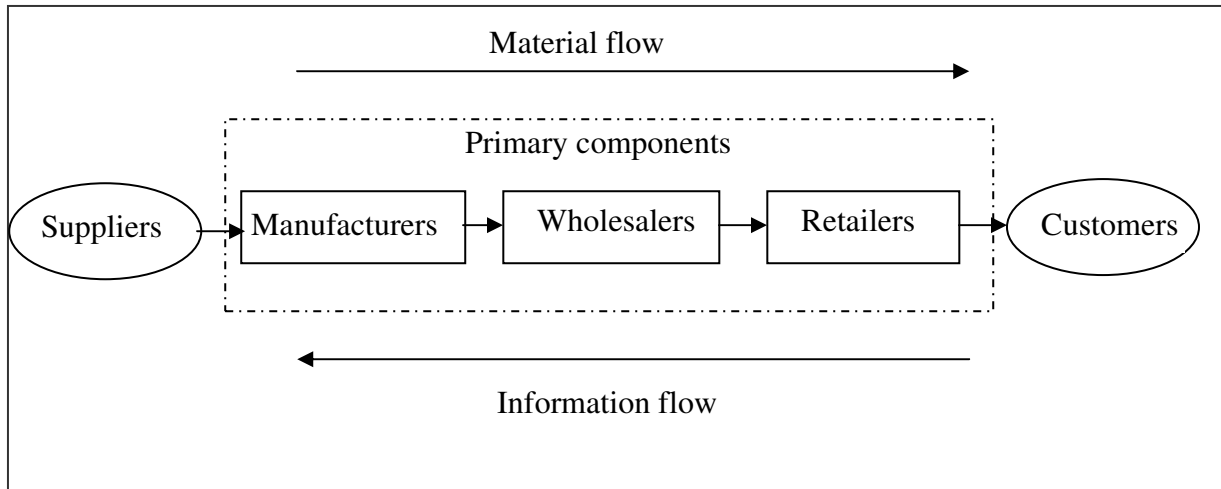 Material flow
Primary components
Suppliers
Manufacturers
Wholesalers
Retailers
Customers
Information flow